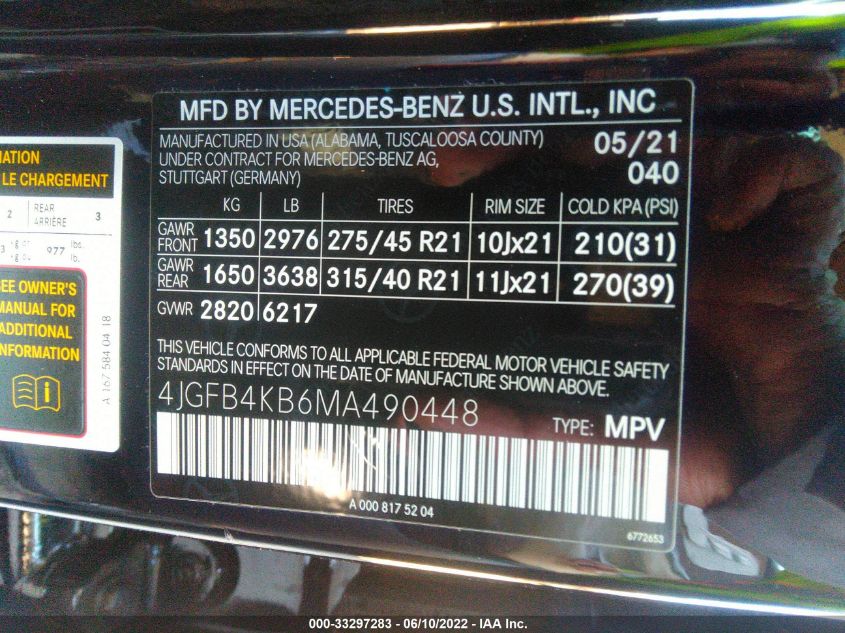 MATION
LE CHARGEMENT
2 REAR ARRIÈRE 3
977 lbs. lb.
SEE OWNER'S
MANUAL FOR
ADDITIONAL
INFORMATION
A 167 584 04 18
MFD BY MERCEDES-BENZ U.S. INTL., INC
MANUFACTURED IN USA (ALABAMA, TUSCALOOSA COUNTY) 05/21
UNDER CONTRACT FOR MERCEDES-BENZ AG, 040
STUTTGART (GERMANY)
KG LB TIRES RIM SIZE COLD KPA (PSI)
GAWR FRONT 1350 2976 275/45 R21 10Jx21 210(31)
GAWR REAR 1650 3638 315/40 R21 11Jx21 270(39)
GVWR 2820 6217
THIS VEHICLE CONFORMS TO ALL APPLICABLE FEDERAL MOTOR VEHICLE SAFETY
STANDARDS IN EFFECT ON THE DATE OF MANUFACTURE SHOWN ABOVE.
4JGFB4KB6MA490448
TYPE: MPV
A 000 817 52 04
6772653
000-33297283 - 06/10/2022 - IAA Inc.